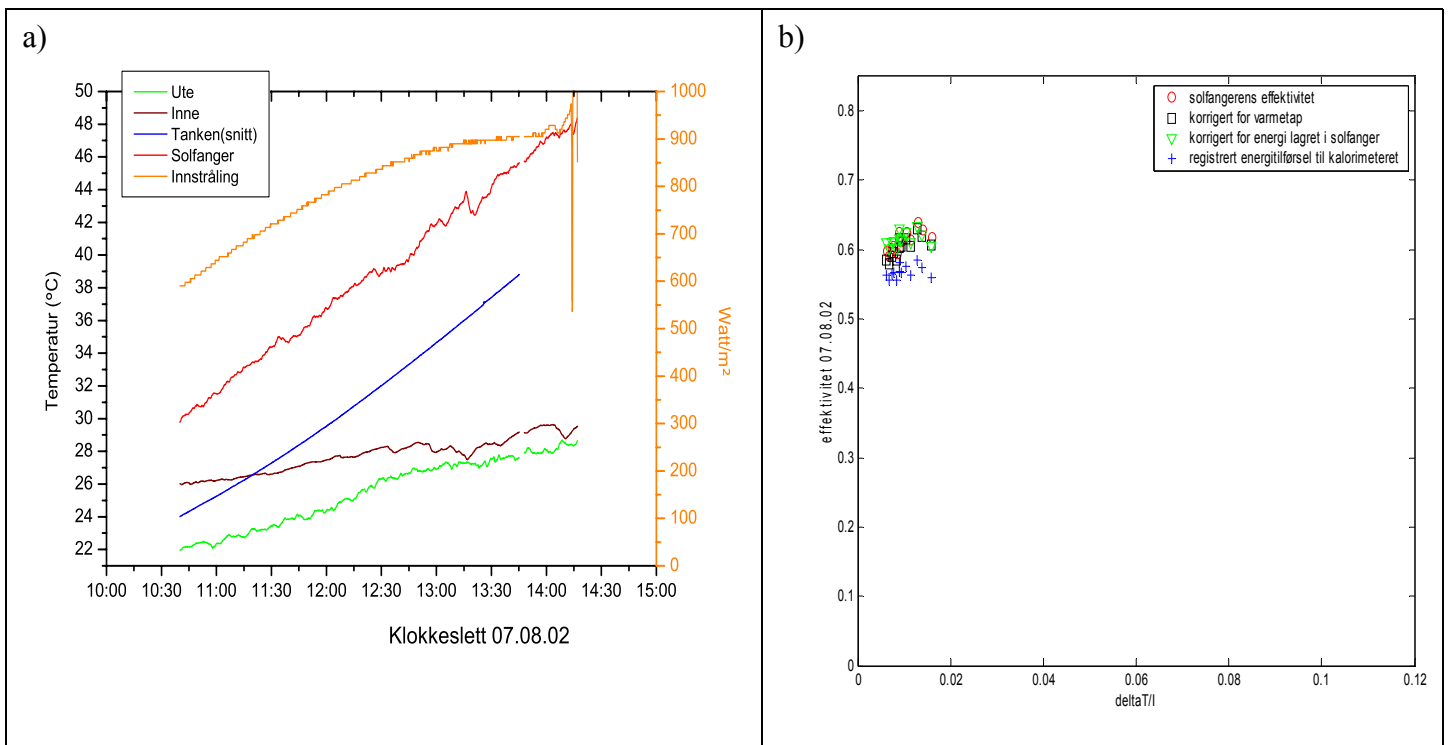 a)
Ute
Inne
Tanken(snitt)
Solfanger
Innstråling
50
48
46
44
42
40
38
36
34
32
30
28
26
24
22
Temperatur (°C)
1000
900
800
700
600
500
400
300
200
100
0
Watt/m²
10:00 10:30 11:00 11:30 12:00 12:30 13:00 13:30 14:00 14:30 15:00
Klokkeslett 07.08.02
b)
solfangerens effektivitet
korrigert for varmetap
korrigert for energi lagret i solfanger
registrert energitilførsel til kalorimeteret
0.8
0.7
0.6
0.5
0.4
0.3
0.2
0.1
0
effektivitet 07.08.02
0 0.02 0.04 0.06 0.08 0.1 0.12
deltaT/I